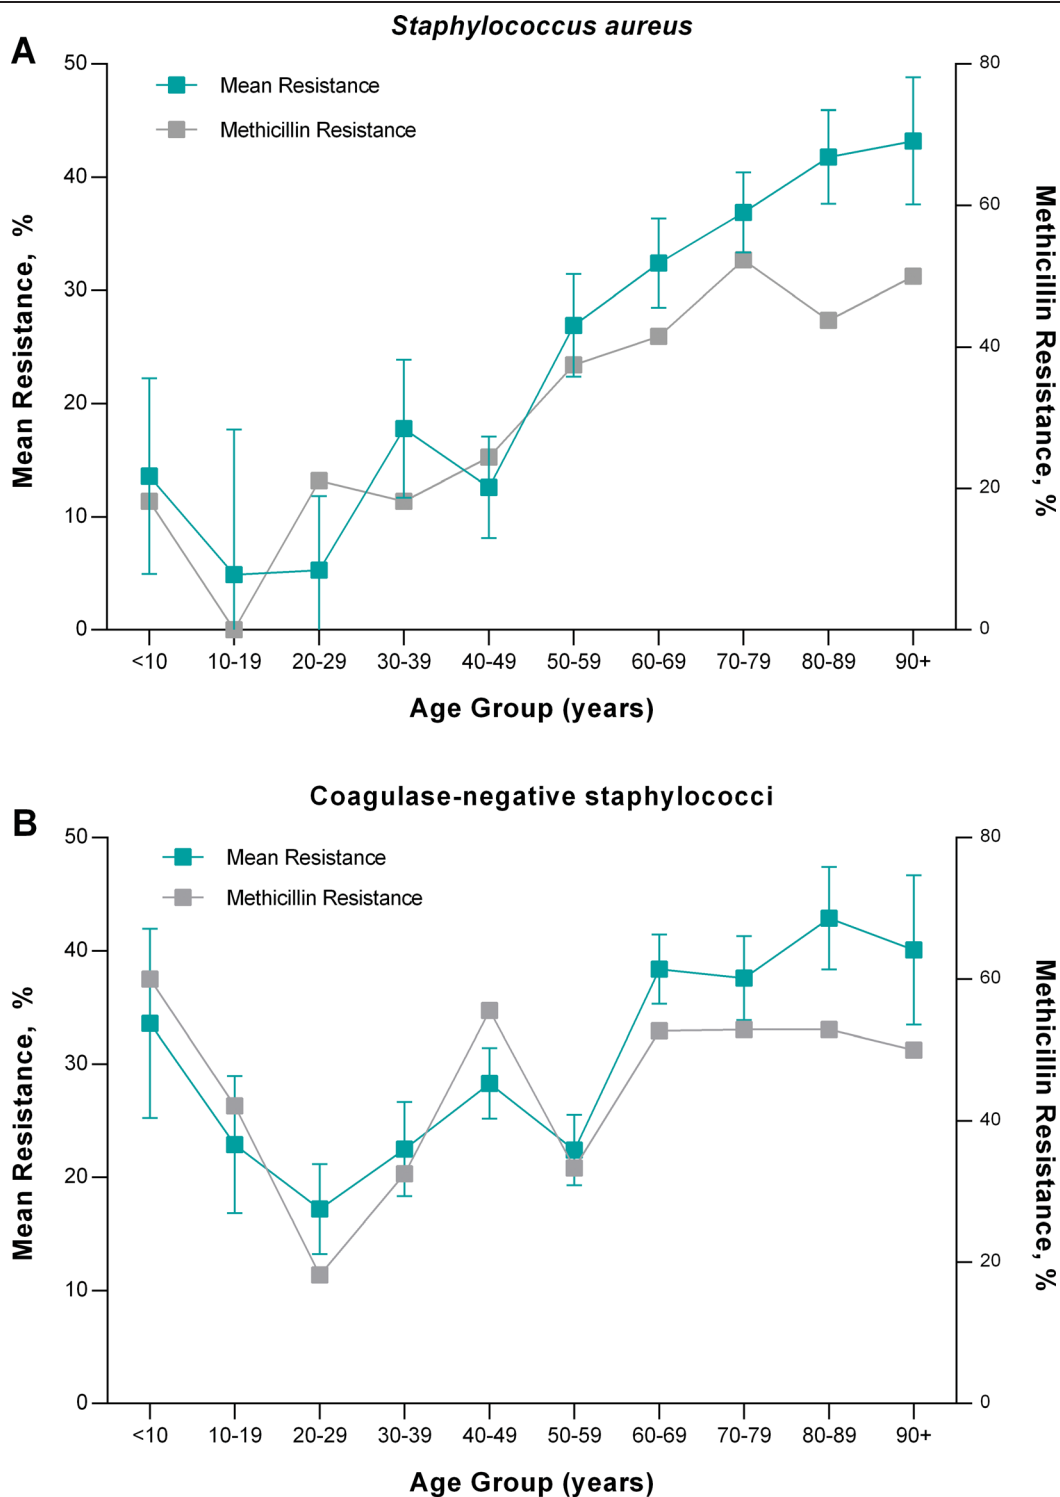 Staphylococcus aureus
A
50
40
30
20
10
0
Mean Resistance, %
Mean Resistance
Methicillin Resistance
80
60
40
20
0
Methicillin Resistance, %
<10 10-19 20-29 30-39 40-49 50-59 60-69 70-79 80-89 90+
Age Group (years)
Coagulase-negative staphylococci
B
50
40
30
20
10
0
Mean Resistance, %
Mean Resistance
Methicillin Resistance
80
60
40
20
0
Methicillin Resistance, %
<10 10-19 20-29 30-39 40-49 50-59 60-69 70-79 80-89 90+
Age Group (years)